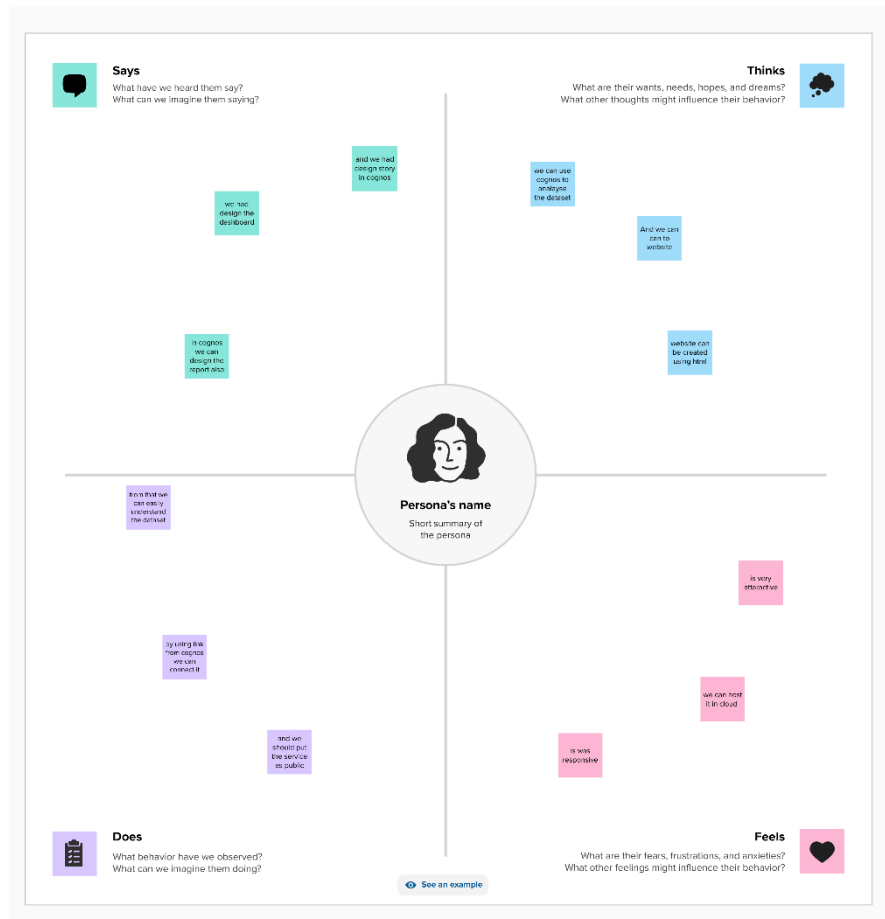 Says
What have we heard them say?
What can we imagine them saying?
Thinks
What are their wants, needs, hopes, and dreams?
What other thoughts might influence their behavior?
and we had
design story
in cognos
we had
design the
dashboard
in cognos
we can
design the
report also
we can use
cognos to
analayse
the dataset
And we can
can to
website
website can
be created
using html
Persona's name
Short summary of
the persona
from that we
can easily
understand
the dataset
by using link
from cognos
we can
connect it
and we
should put
the service
as public
is very
attaractive
we can host
it in cloud
is was
responsive
Does
What behavior have we observed?
What can we imagine them doing?
Feels
What are their fears, frustrations, and anxieties?
What other feelings might influence their behavior?
See an example